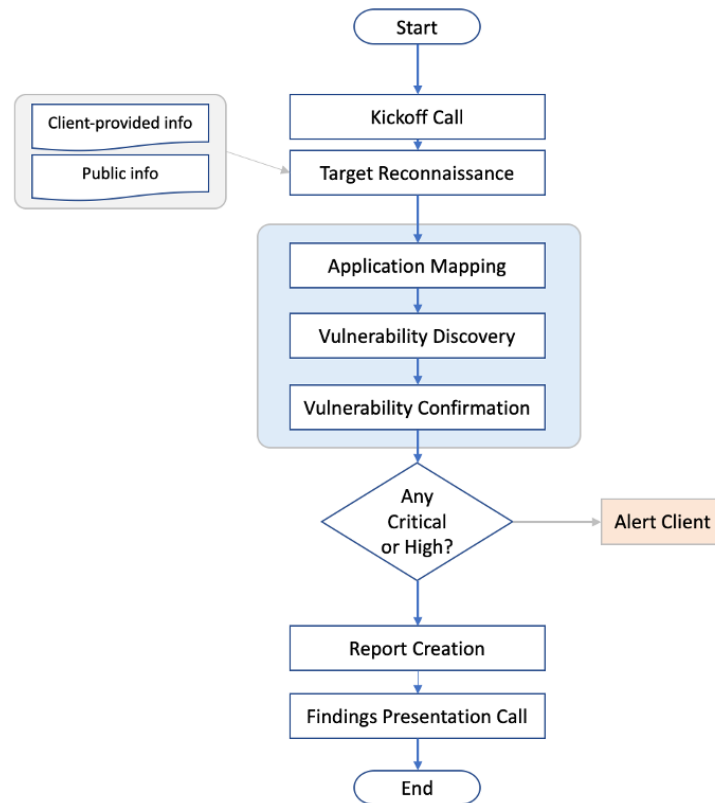 Start
Kickoff Call
Client-provided info
Public info
Target Reconnaissance
Application Mapping
Vulnerability Discovery
Vulnerability Confirmation
Any
Critical
or High?
Alert Client
Report Creation
Findings Presentation Call
End